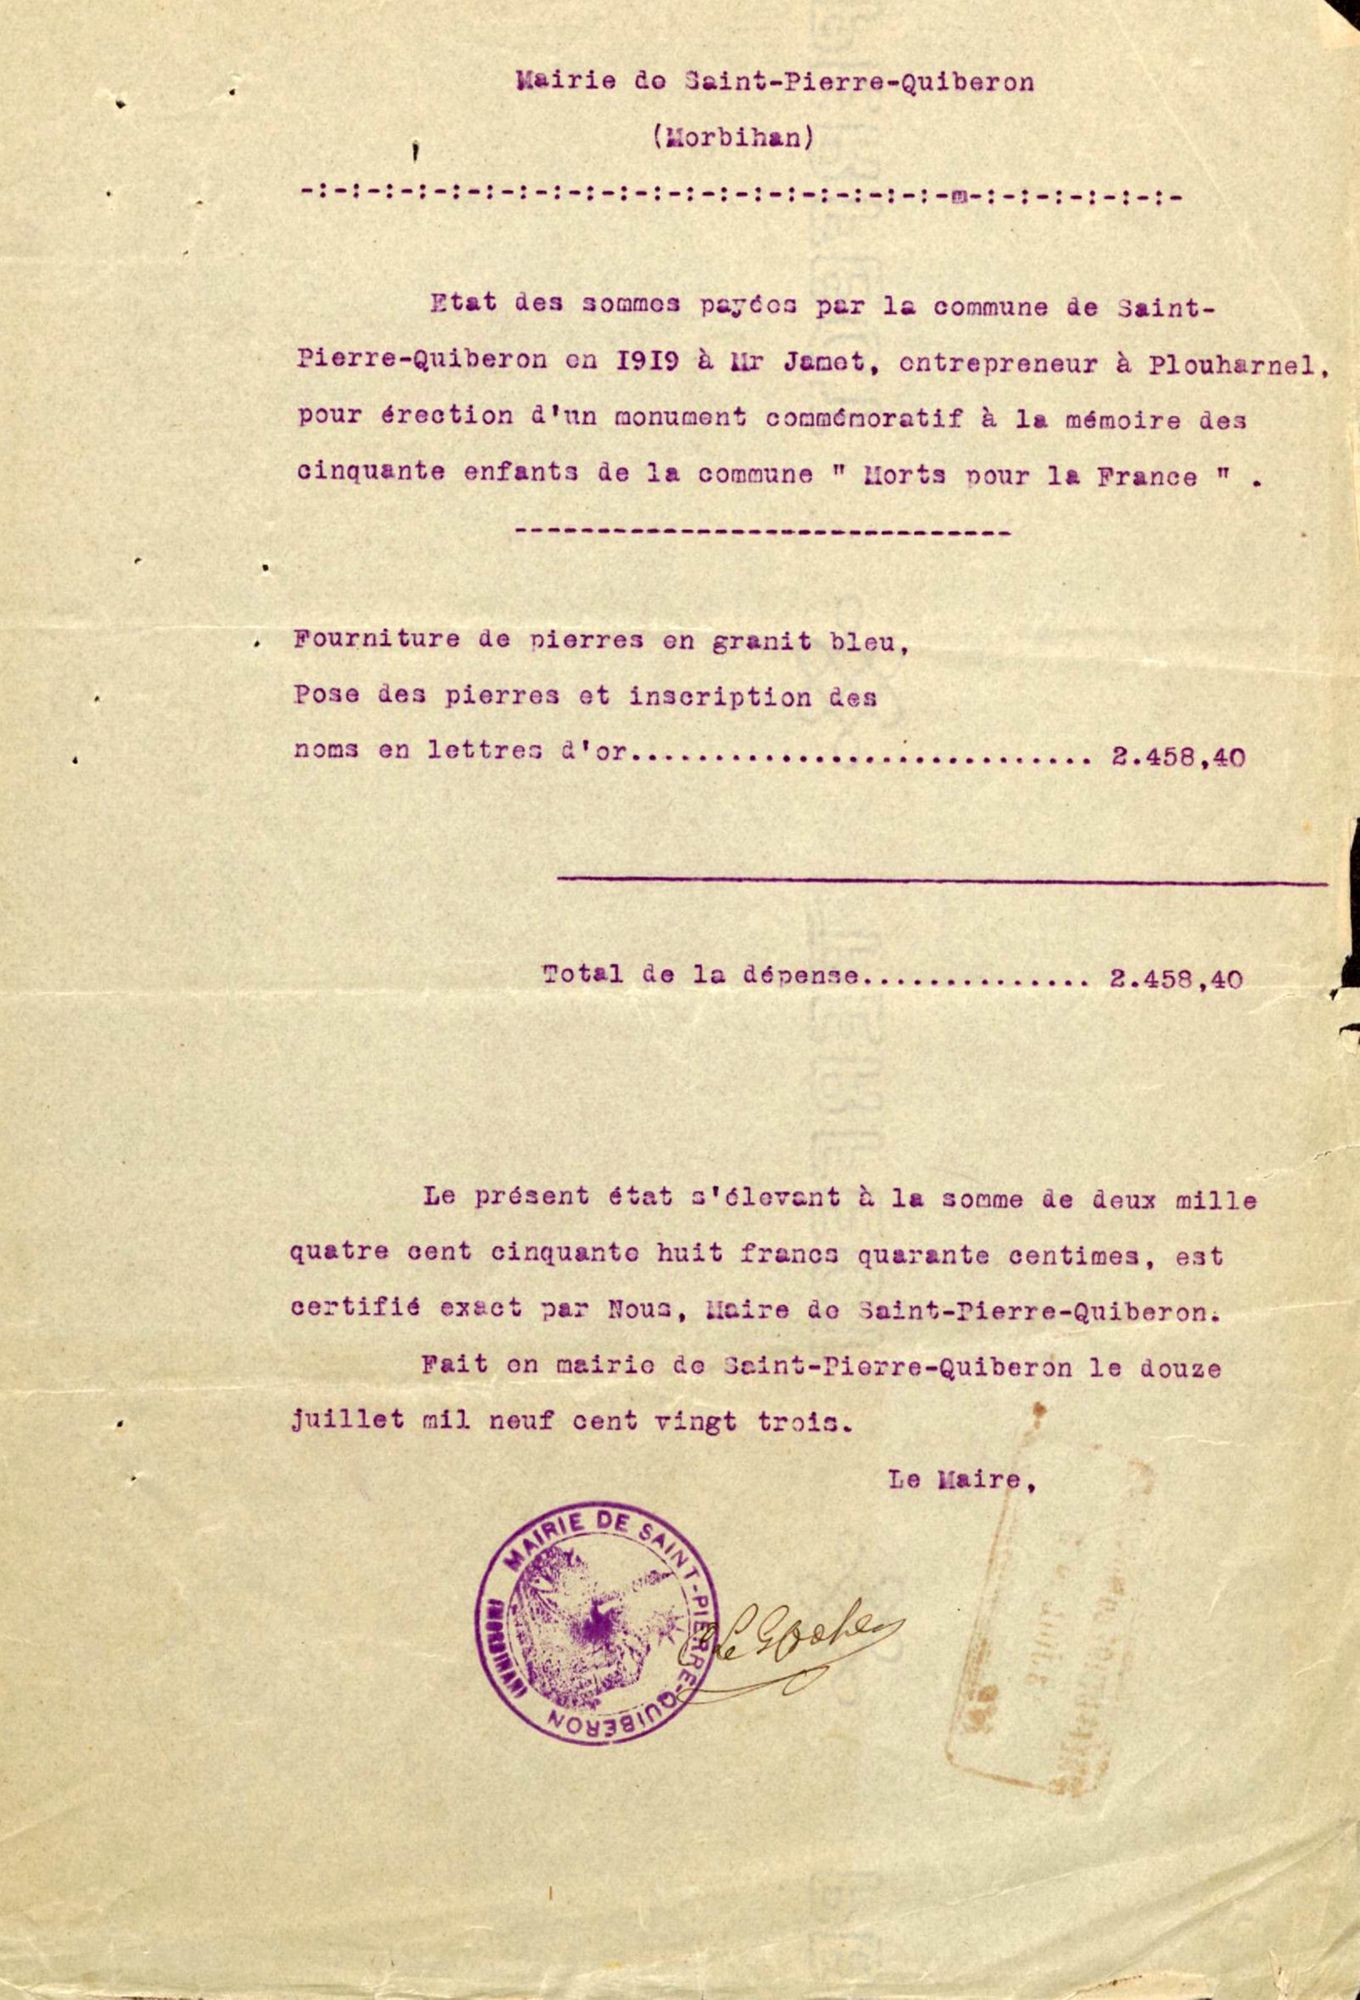 Mairie de Saint-Pierre-Quiberon
(Morbihan)
-:-:-:-:-:-:-:-:-:-:-:-:-:-:-:-:-:-:-:-m-:-:-:-:-:-:-
Etat des sommes payées par la commune de Saint-
Pierre-Quiberon en I9I9 à Mr Jamet, entrepreneur à Plouharnel,
pour érection d'un monument commémoratif à la mémoire des
cinquante enfants de la commune " Morts pour la France " .
------------------------------
Fourniture de pierres en granit bleu,
Pose des pierres et inscription des
noms en lettres d'or............................ 2.458,40
Total de la dépense.............. 2.458,40
Le présent état s'élevant à la somme de deux mille
quatre cent cinquante huit francs quarante centimes, est
certifié exact par Nous, Maire de Saint-Pierre-Quiberon.
Fait en mairie de Saint-Pierre-Quiberon le douze
juillet mil neuf cent vingt trois.
Le Maire,
MAIRIE DE SAINT-PIERRE-QUIBERON
(MORBIHAN)